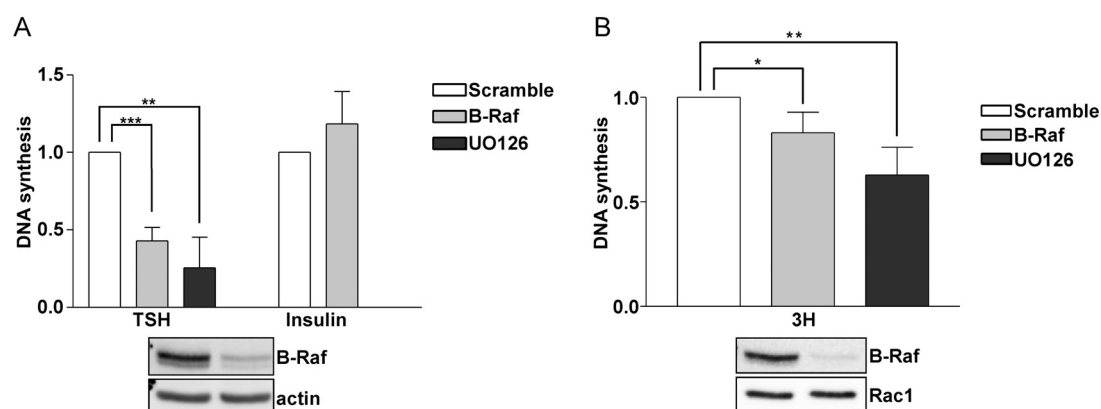 A
DNA synthesis
1.5
1.0
0.5
0.0
**
***
TSH
Insulin
Scramble
B-Raf
UO126
B-Raf
actin
B
DNA synthesis
1.0
0.5
0.0
**
*
3H
Scramble
B-Raf
UO126
B-Raf
Rac1